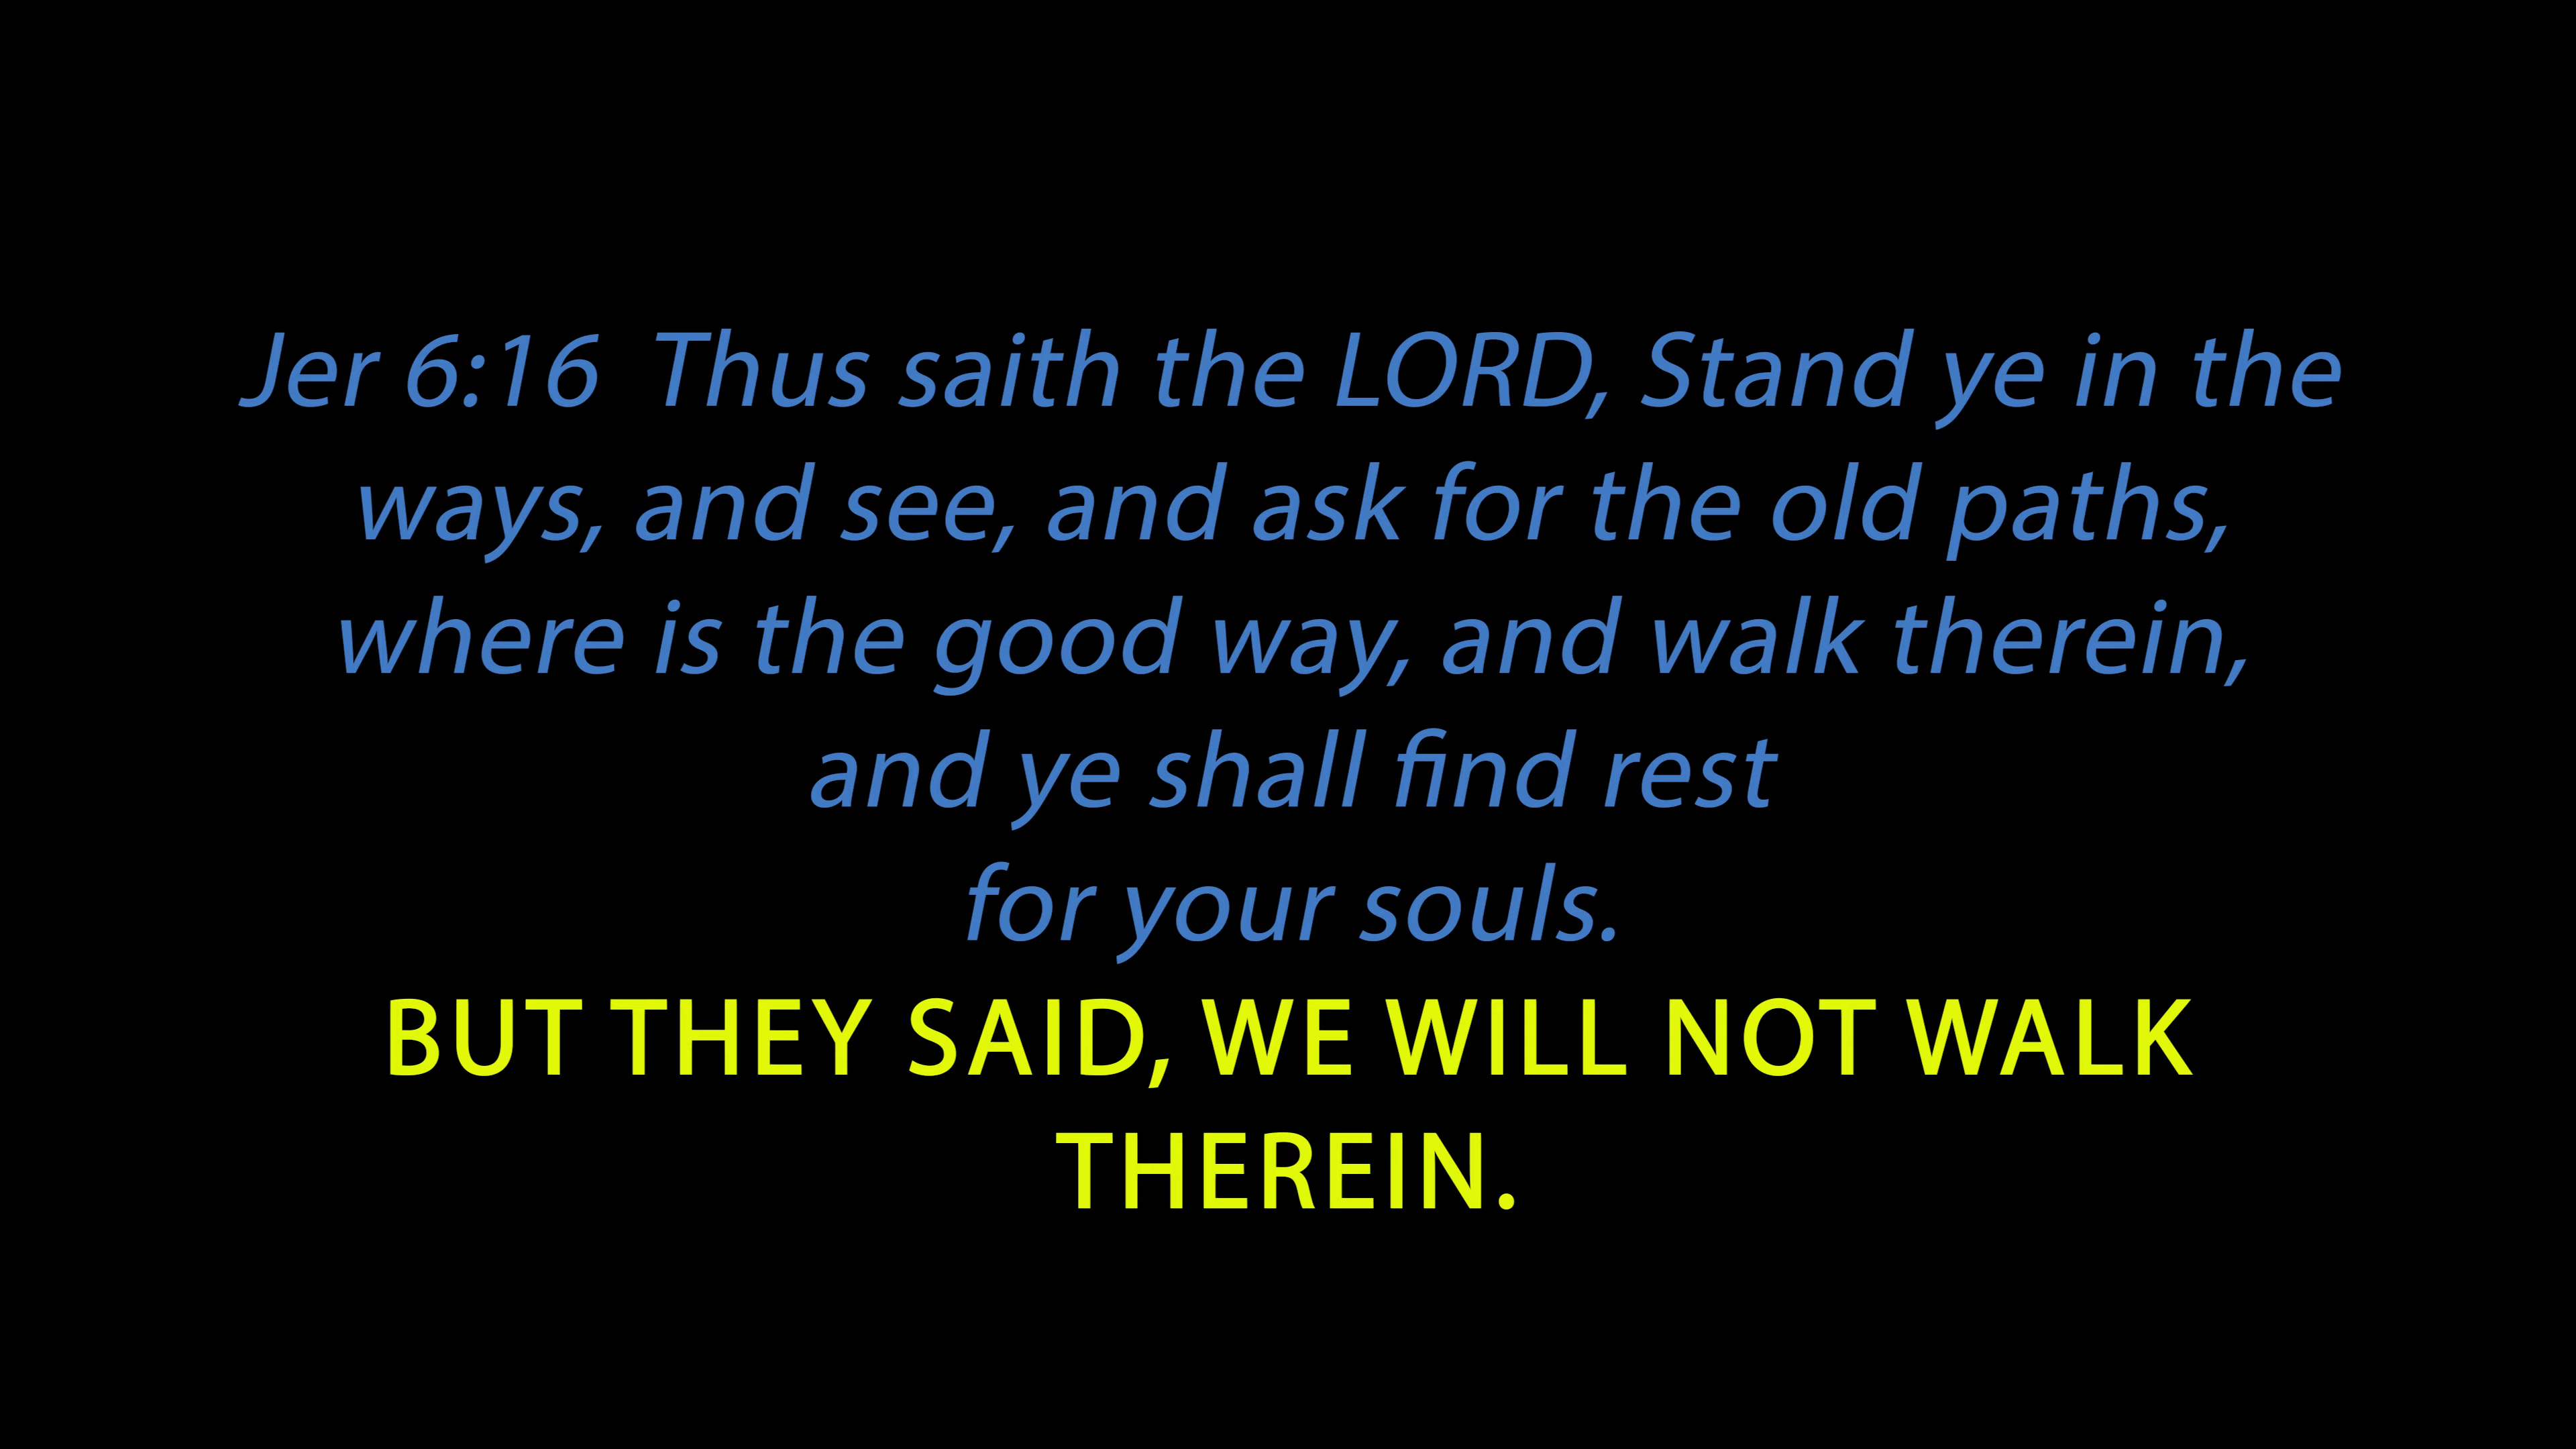 Jer 6:16  Thus saith the LORD, Stand ye in the
ways, and see, and ask for the old paths,
where is the good way, and walk therein,
and ye shall find rest
for your souls.
BUT THEY SAID, WE WILL NOT WALK
THEREIN.